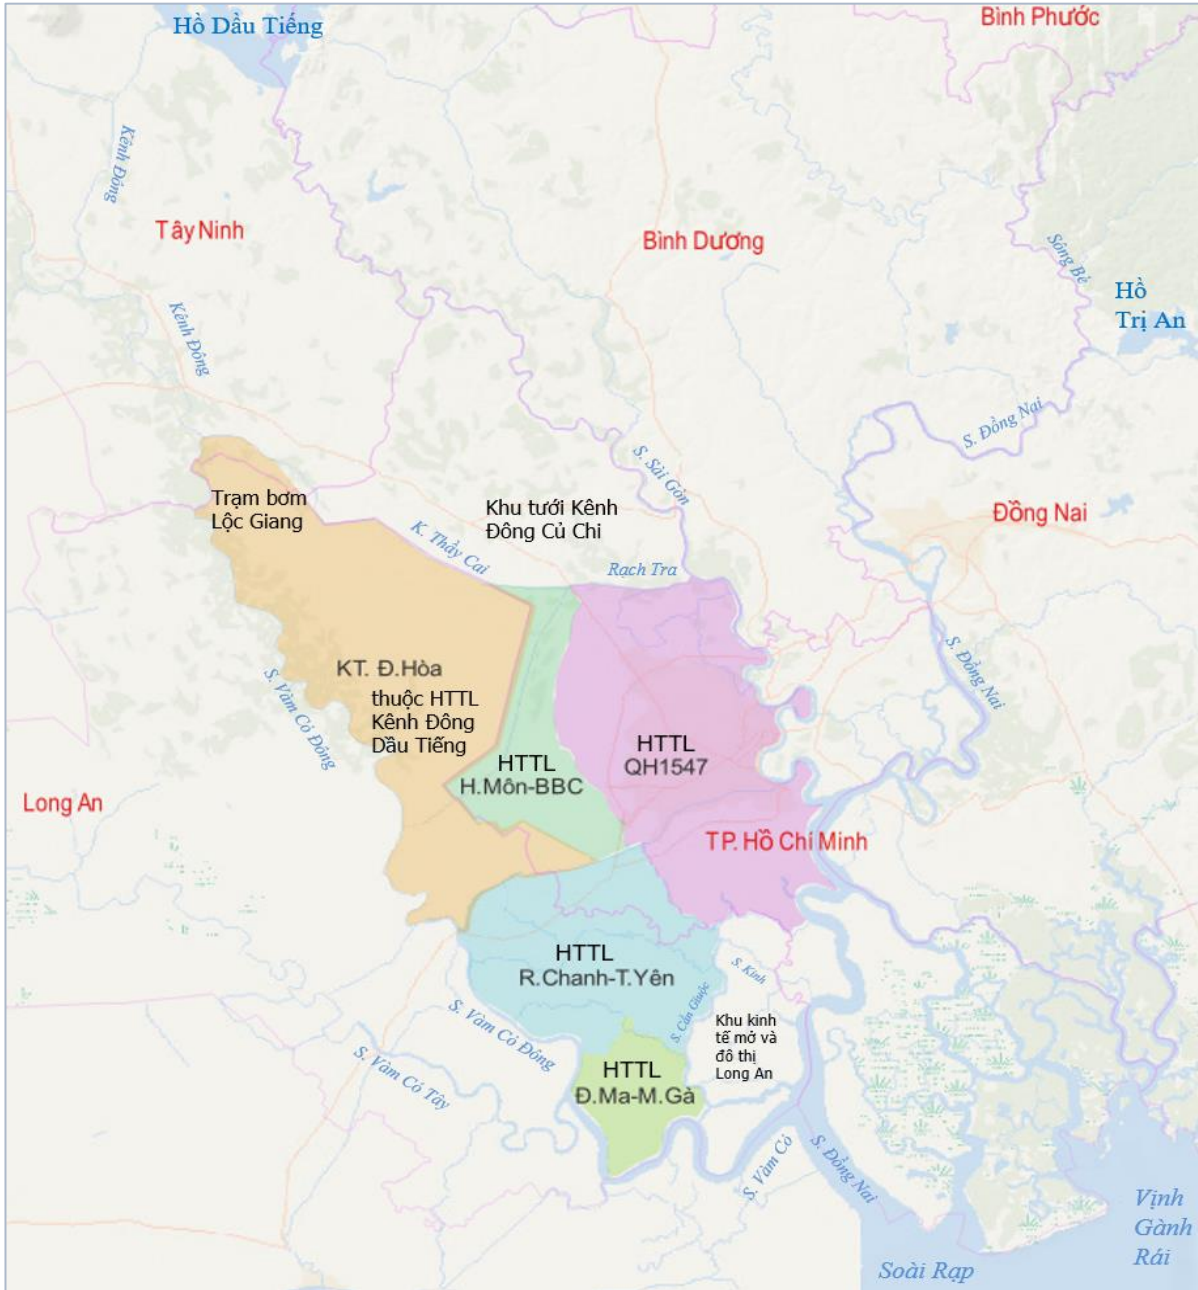 Hồ Dầu Tiếng
Bình Phước
Kênh Đông
Tây Ninh
Bình Dương
Sông Bé
Hồ
Trị An
Kênh Đông
S. Đồng Nai
S. Sài Gòn
Trạm bơm
Lộc Giang
Khu tưới Kênh
Đông Củ Chi
Đồng Nai
K. Thầy Cai
Rạch Tra
S. Đồng Nai
KT. Đ.Hòa
thuộc HTTL
Kênh Đông
Dầu Tiếng
S. Vàm Cỏ Đông
HTTL
QH1547
HTTL
H.Môn-BBC
Long An
TP. Hồ Chí Minh
HTTL
R.Chanh-T.Yên
S. Kinh
S. Cần Giuộc
Khu kinh
tế mở và
đô thị
Long An
S. Vàm Cỏ Đông
S. Vàm Cỏ Tây
HTTL
Đ.Ma-M.Gà
S. Vàm Cỏ
S. Đồng Nai
Vịnh
Gành
Rái
Soài Rạp